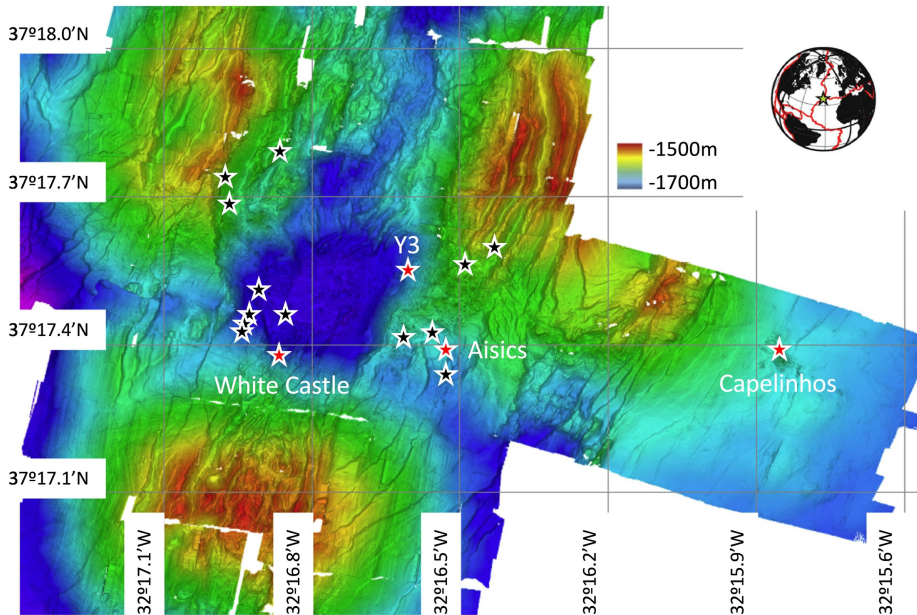 37º18.0'N
-1500m
-1700m
37º17.7'N
Y3
37º17.4'N
Aisics
White Castle
Capelinhos
37º17.1'N
32º17.1'W
32º16.8'W
32º16.5'W
32º16.2'W
32º15.9'W
32º15.6'W